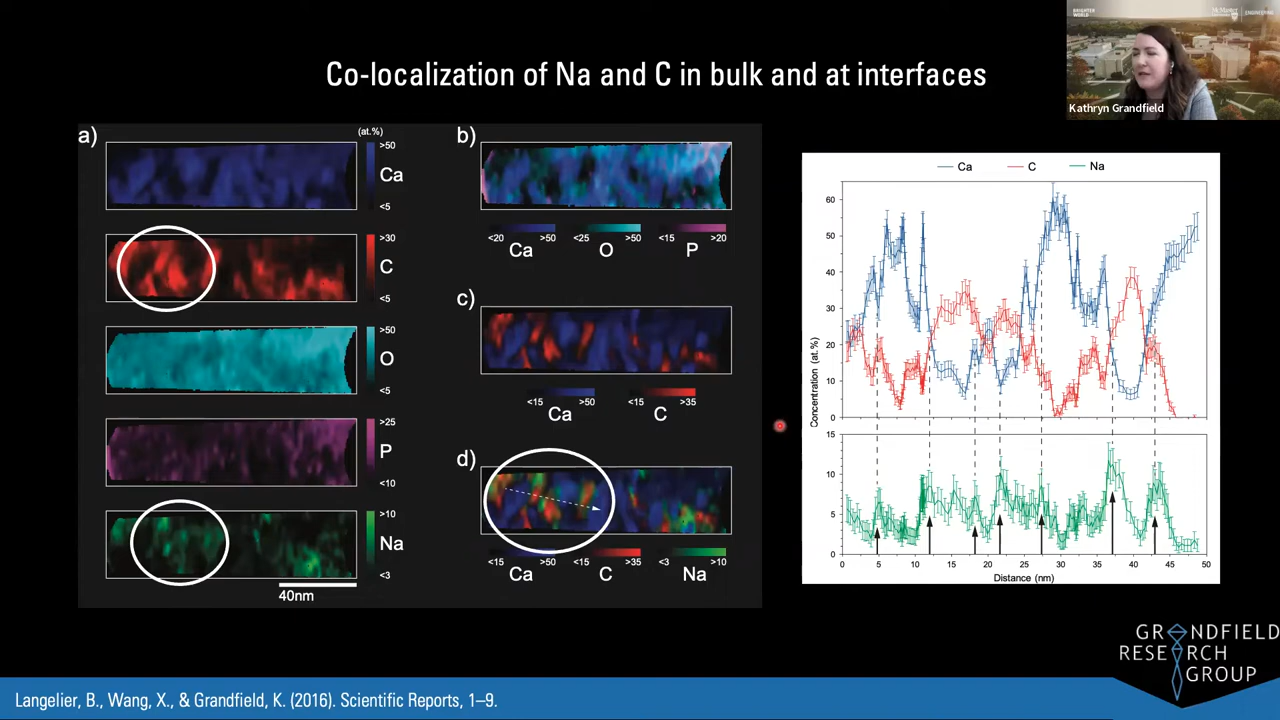 BRIGHTER
WORLD
McMaster
ENGINEERING
Kathryn Grandfield
Co-localization of Na and C in bulk and at interfaces
a)
(at.%)
>50
Ca
<5
>30
C
<5
>50
O
<5
>25
P
<10
>10
Na
<3
40nm
b)
<20 >50 <25 >50 <15 >20
Ca O P
c)
<15 >50 <15 >35
Ca C
d)
<15 >50 <15 >35 <3 >10
Ca C Na
Ca C Na
60
50
40
30
20
10
0
Concentration (at.%)
15
10
5
0
0 5 10 15 20 25 30 35 40 45 50
Distance (nm)
GRANDFIELD
RESEARCH
GROUP
Langelier, B., Wang, X., & Grandfield, K. (2016). Scientific Reports, 1–9.